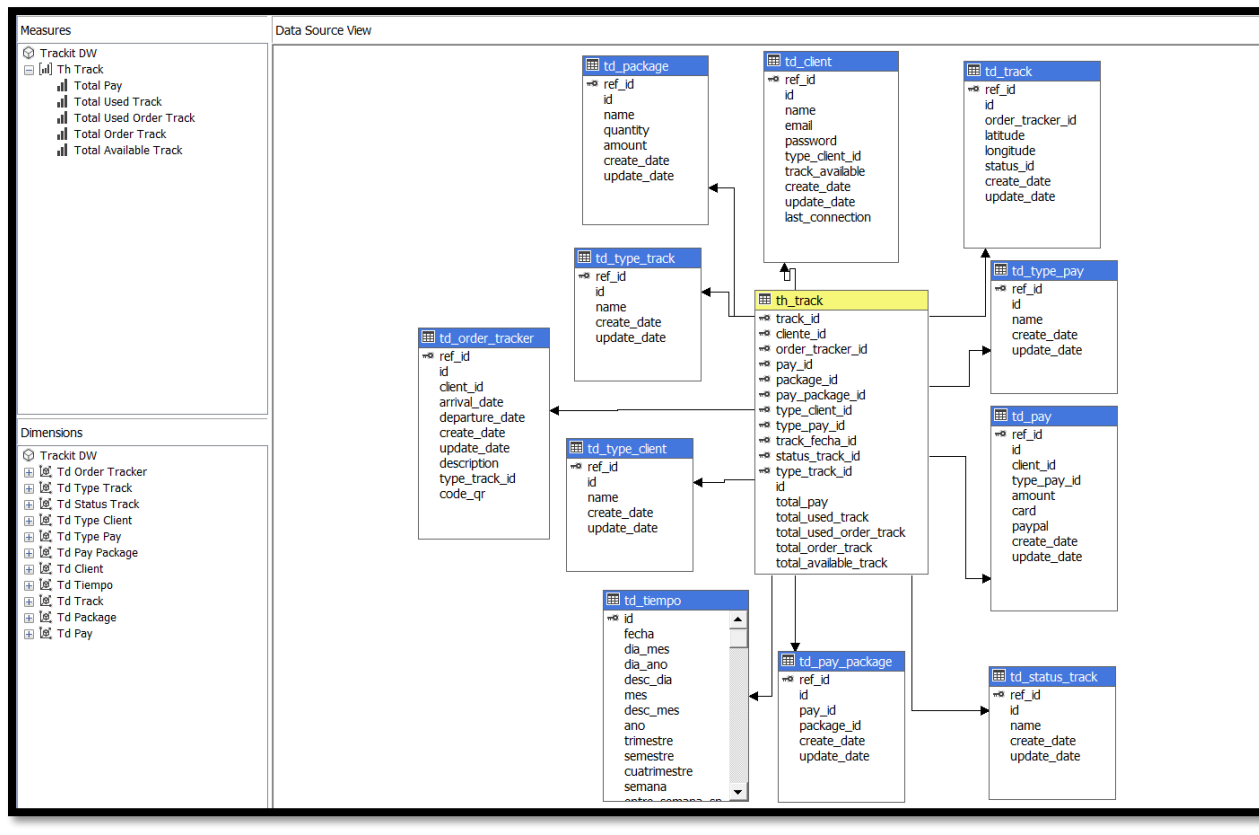 Measures
Trackit DW
Th Track
Total Pay
Total Used Track
Total Used Order Track
Total Order Track
Total Available Track
Dimensions
Trackit DW
Td Order Tracker
Td Type Track
Td Status Track
Td Type Client
Td Type Pay
Td Pay Package
Td Client
Td Tiempo
Td Track
Td Package
Td Pay
Data Source View
td_package
ref_id
id
name
quantity
amount
create_date
update_date
td_client
ref_id
id
name
email
password
type_client_id
track_available
create_date
update_date
last_connection
td_track
ref_id
id
order_tracker_id
latitude
longitude
status_id
create_date
update_date
td_type_track
ref_id
id
name
create_date
update_date
td_type_pay
ref_id
id
name
create_date
update_date
th_track
track_id
cliente_id
order_tracker_id
pay_id
package_id
pay_package_id
type_client_id
type_pay_id
track_fecha_id
status_track_id
type_track_id
id
total_pay
total_used_track
total_used_order_track
total_order_track
total_available_track
td_order_tracker
ref_id
id
client_id
arrival_date
departure_date
create_date
update_date
description
type_track_id
code_qr
td_type_client
ref_id
id
name
create_date
update_date
td_pay
ref_id
id
client_id
type_pay_id
amount
card
paypal
create_date
update_date
td_tiempo
id
fecha
dia_mes
dia_ano
desc_dia
mes
desc_mes
ano
trimestre
semestre
cuatrimestre
semana
td_pay_package
ref_id
id
pay_id
package_id
create_date
update_date
td_status_track
ref_id
id
name
create_date
update_date